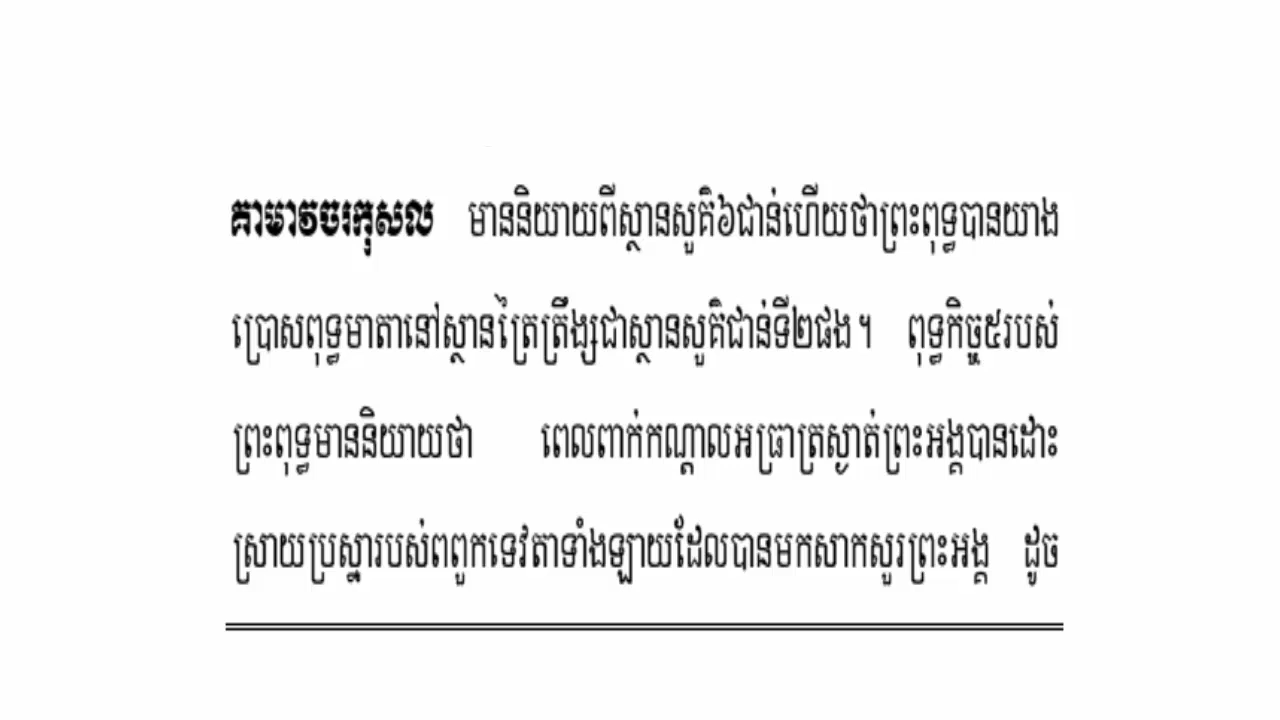 គាមាវចរកុសល មាននិយាយពីស្ថានសួគ៌៦ជាន់ហើយថាព្រះពុទ្ធបានយាង
ប្រោសពុទ្ធមាតានៅស្ថានត្រៃត្រឹង្សជាស្ថានសួគ៌ជាន់ទី២ផង។ ពុទ្ធកិច្ច៥របស់
ព្រះពុទ្ធមាននិយាយថា ពេលពាក់កណ្តាលអធ្រាត្រស្ងាត់ព្រះអង្គបានដោះ
ស្រាយប្រស្នារបស់ពពួកទេវតាទាំងឡាយដែលបានមកសាកសួរព្រះអង្គ ដូច